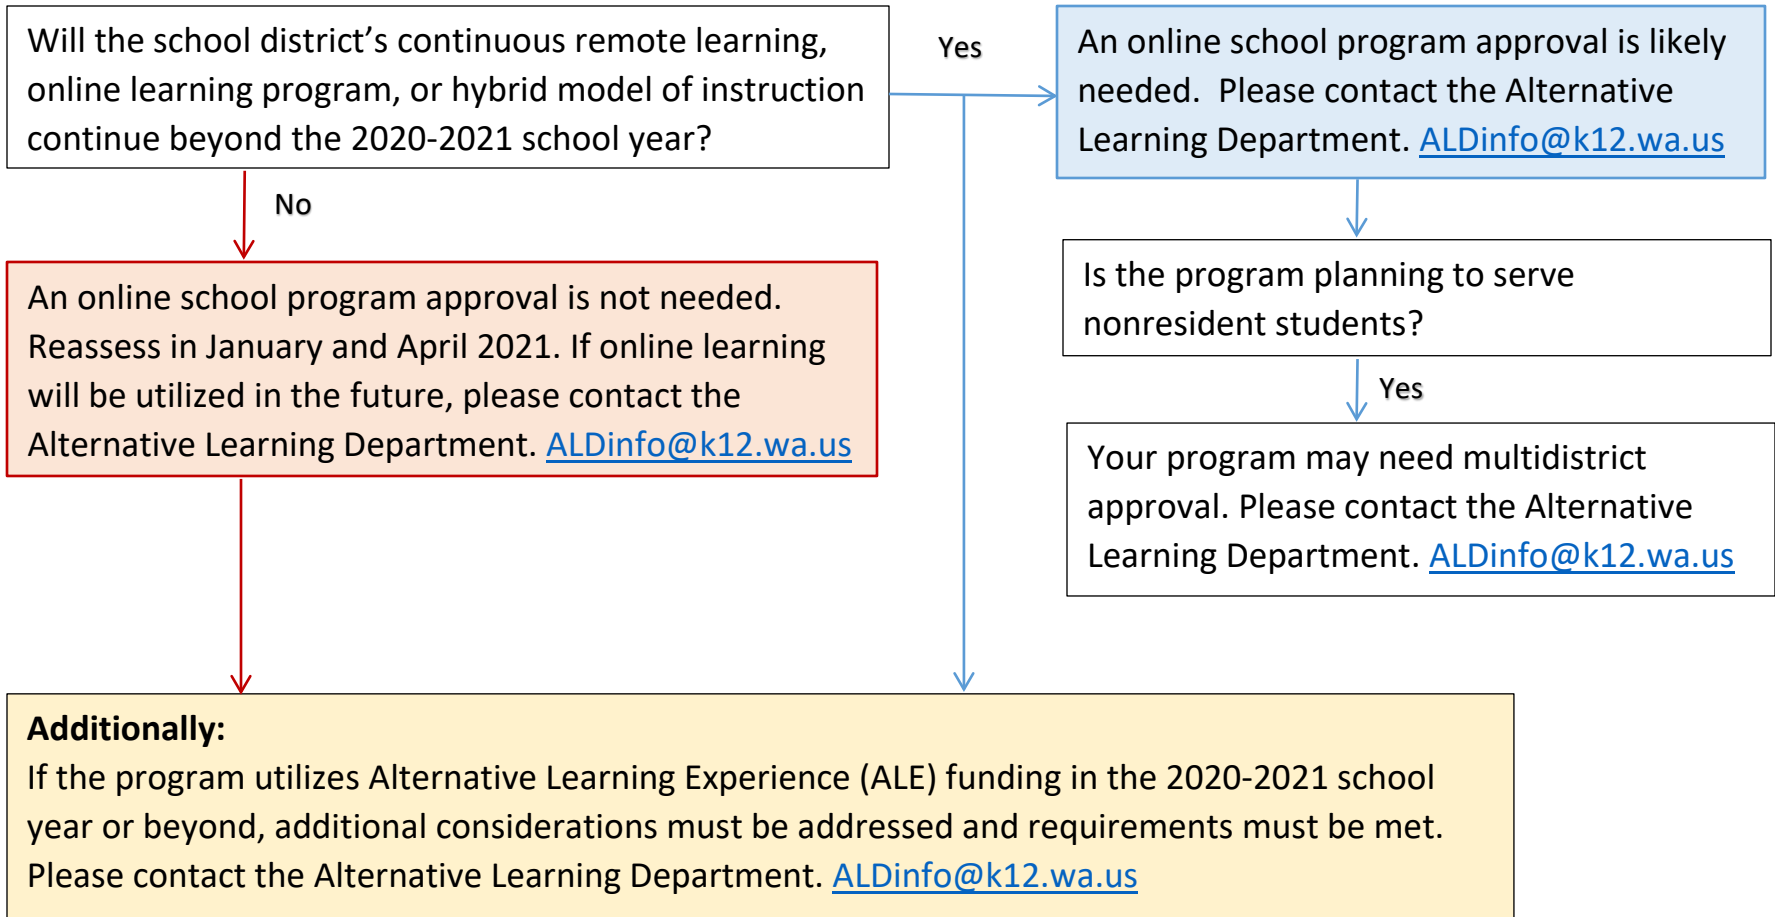 Will the school district’s continuous remote learning,
online learning program, or hybrid model of instruction
continue beyond the 2020-2021 school year?
Yes
An online school program approval is likely
needed.  Please contact the Alternative
Learning Department. ALDinfo@k12.wa.us
No
Is the program planning to serve
nonresident students?
An online school program approval is not needed.
Reassess in January and April 2021. If online learning
will be utilized in the future, please contact the
Alternative Learning Department. ALDinfo@k12.wa.us
Yes
Your program may need multidistrict
approval. Please contact the Alternative
Learning Department. ALDinfo@k12.wa.us
Additionally:
If the program utilizes Alternative Learning Experience (ALE) funding in the 2020-2021 school
year or beyond, additional considerations must be addressed and requirements must be met.
Please contact the Alternative Learning Department. ALDinfo@k12.wa.us